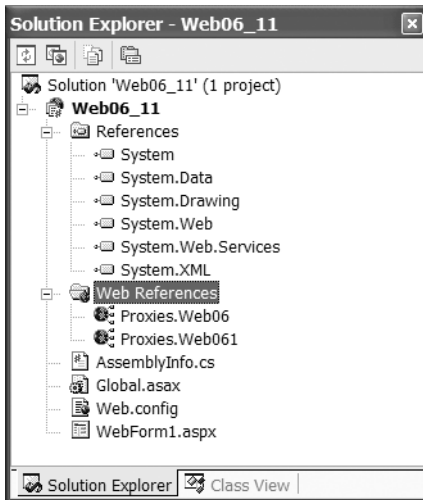 Solution Explorer - Web06_11
Solution 'Web06_11' (1 project)
Web06_11
References
System
System.Data
System.Drawing
System.Web
System.Web.Services
System.XML
Web References
Proxies.Web06
Proxies.Web061
AssemblyInfo.cs
Global.asax
Web.config
WebForm1.aspx
Solution Explorer Class View